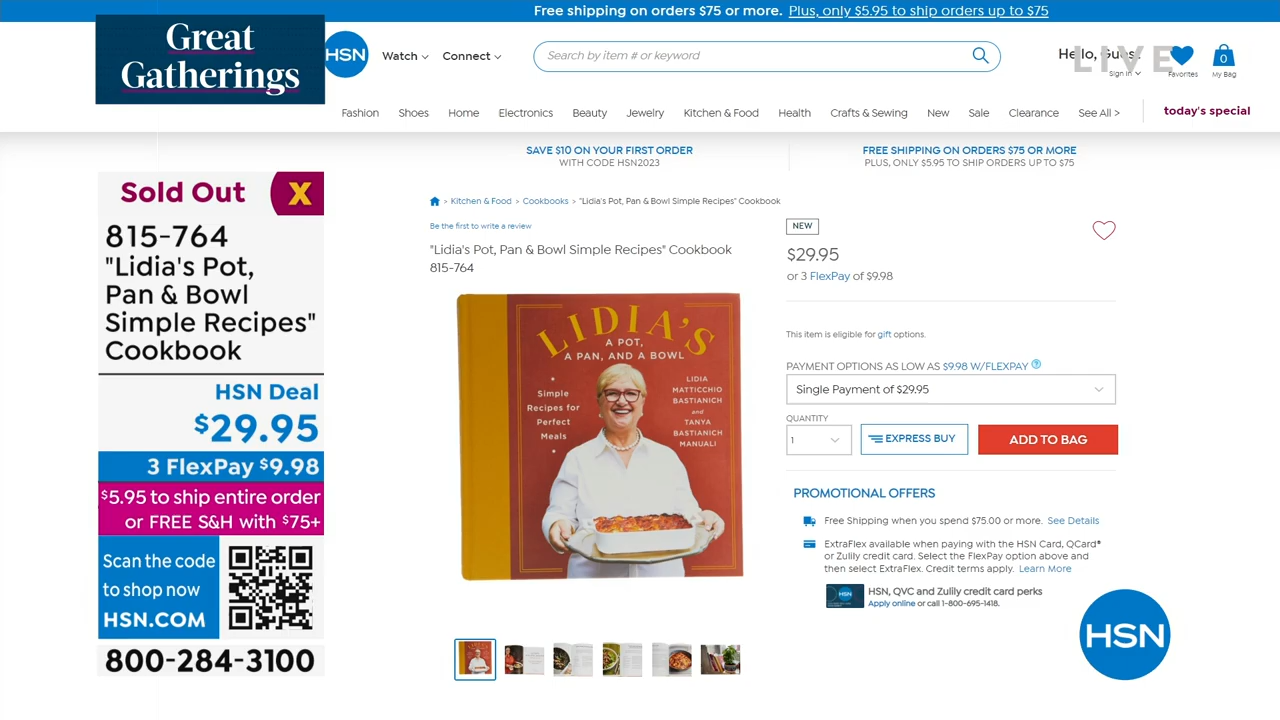 Free shipping on orders $75 or more. Plus, only $5.95 to ship orders up to $75
Great
Gatherings
HSN
Watch
Connect
Search by item # or keyword
Hello, Guest
LIVE
Sign In
Favorites
0
My Bag
Fashion
Shoes
Home
Electronics
Beauty
Jewelry
Kitchen & Food
Health
Crafts & Sewing
New
Sale
Clearance
See All >
today's special
SAVE $10 ON YOUR FIRST ORDER
WITH CODE HSN2023
FREE SHIPPING ON ORDERS $75 OR MORE
PLUS, ONLY $5.95 TO SHIP ORDERS UP TO $75
Sold Out X
815-764
"Lidia's Pot,
Pan & Bowl
Simple Recipes"
Cookbook
HSN Deal
$29.95
3 FlexPay $9.98
$5.95 to ship entire order
or FREE S&H with $75+
Scan the code
to shop now
HSN.COM
800-284-3100
> Kitchen & Food > Cookbooks > "Lidia's Pot, Pan & Bowl Simple Recipes" Cookbook
Be the first to write a review
"Lidia's Pot, Pan & Bowl Simple Recipes" Cookbook
815-764
LIDIA'S
A POT,
A PAN, AND A BOWL
Simple
Recipes for
Perfect
Meals
LIDIA
MATTICCHIO
BASTIANICH
and
TANYA
BASTIANICH
MANUALI
NEW
$29.95
or 3 FlexPay of $9.98
This item is eligible for gift options.
PAYMENT OPTIONS AS LOW AS $9.98 W/FLEXPAY ?
Single Payment of $29.95
QUANTITY
1
EXPRESS BUY
ADD TO BAG
PROMOTIONAL OFFERS
Free Shipping when you spend $75.00 or more. See Details
ExtraFlex available when paying with the HSN Card, QCard®
or Zulily credit card. Select the FlexPay option above and
then select ExtraFlex. Credit terms apply. Learn More
HSN
HSN, QVC and Zulily credit card perks
Apply online or call 1-800-695-1418.
HSN